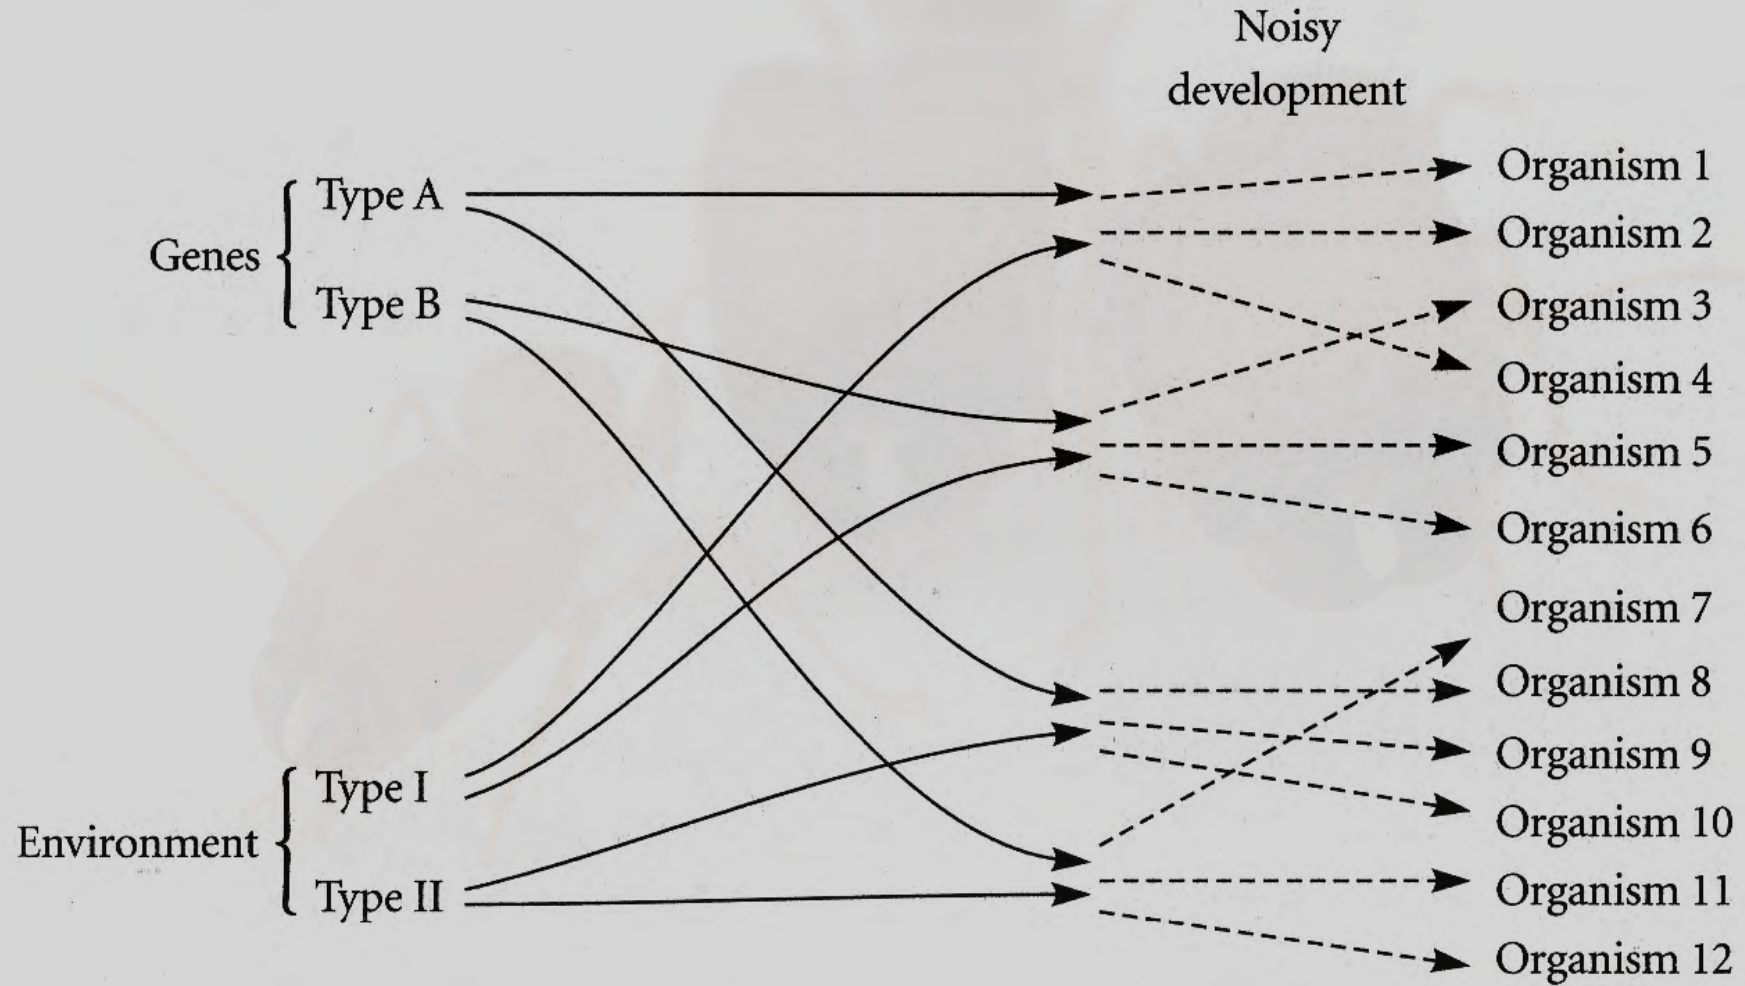 Noisy
development
Genes
Type A
Type B
Environment
Type I
Type II
Organism 1
Organism 2
Organism 3
Organism 4
Organism 5
Organism 6
Organism 7
Organism 8
Organism 9
Organism 10
Organism 11
Organism 12